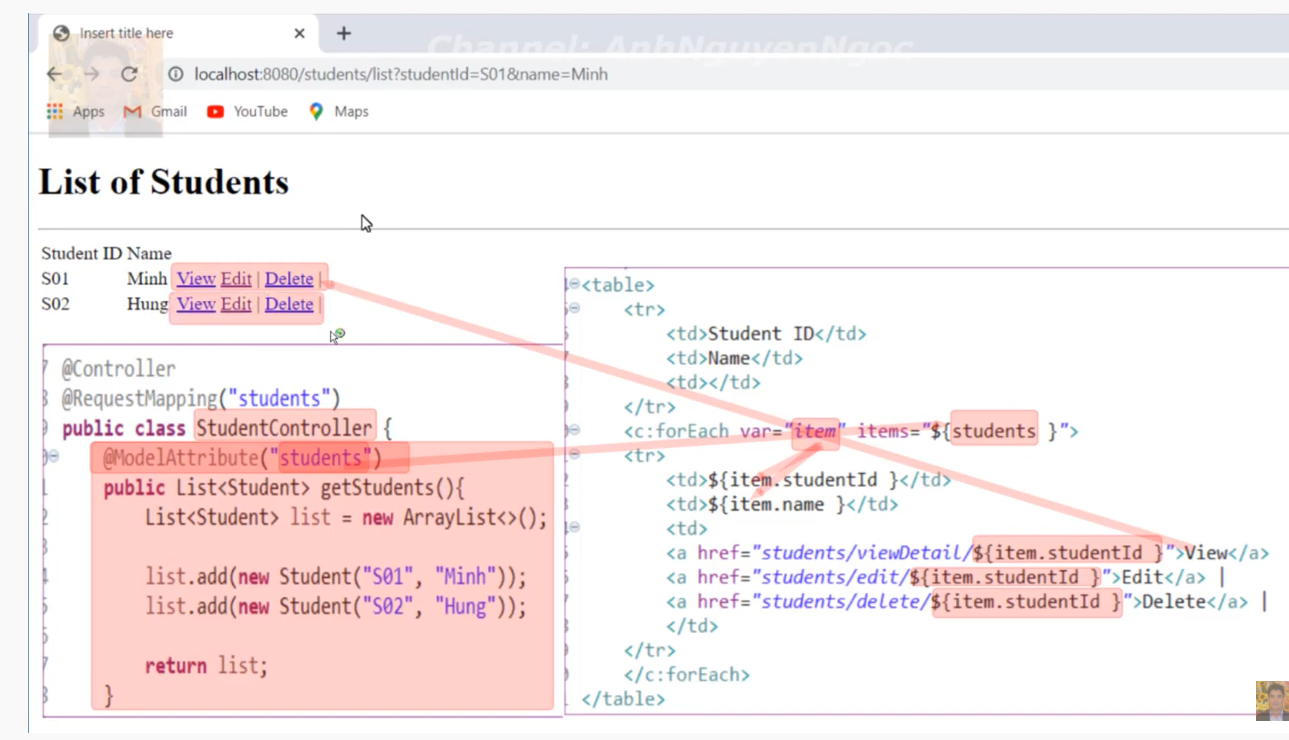 Insert title here
Channel: AnhNguyenNgoc
localhost:8080/students/list?studentId=S01&name=Minh
Apps Gmail YouTube Maps
List of Students
Student ID Name
S01 Minh View Edit | Delete |
S02 Hung View Edit | Delete |
@Controller
@RequestMapping("students")
public class StudentController {
@ModelAttribute("students")
public List<Student> getStudents(){
List<Student> list = new ArrayList<>();
list.add(new Student("S01", "Minh"));
list.add(new Student("S02", "Hung"));
return list;
}
<table>
<tr>
<td>Student ID</td>
<td>Name</td>
<td></td>
</tr>
<c:forEach var="item" items="${students }">
<tr>
<td>${item.studentId }</td>
<td>${item.name }</td>
<td>
<a href="students/viewDetail/${item.studentId }">View</a>
<a href="students/edit/${item.studentId }">Edit</a> |
<a href="students/delete/${item.studentId }">Delete</a> |
</td>
</tr>
</c:forEach>
</table>